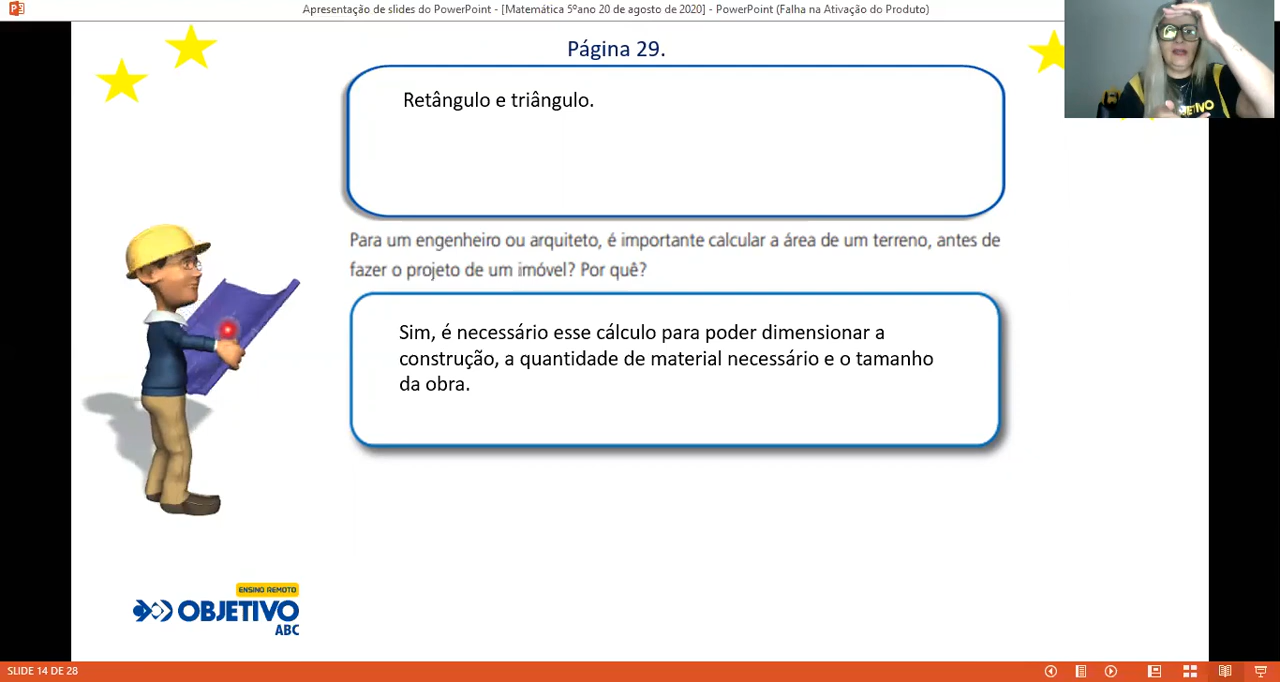 Apresentação de slides do PowerPoint - [Matemática 5ºano 20 de agosto de 2020] - PowerPoint (Falha na Ativação do Produto)
Página 29.
Retângulo e triângulo.
Para um engenheiro ou arquiteto, é importante calcular a área de um terreno, antes de
fazer o projeto de um imóvel? Por quê?
Sim, é necessário esse cálculo para poder dimensionar a
construção, a quantidade de material necessário e o tamanho
da obra.
ENSINO REMOTO
OBJETIVO
ABC
SLIDE 14 DE 28